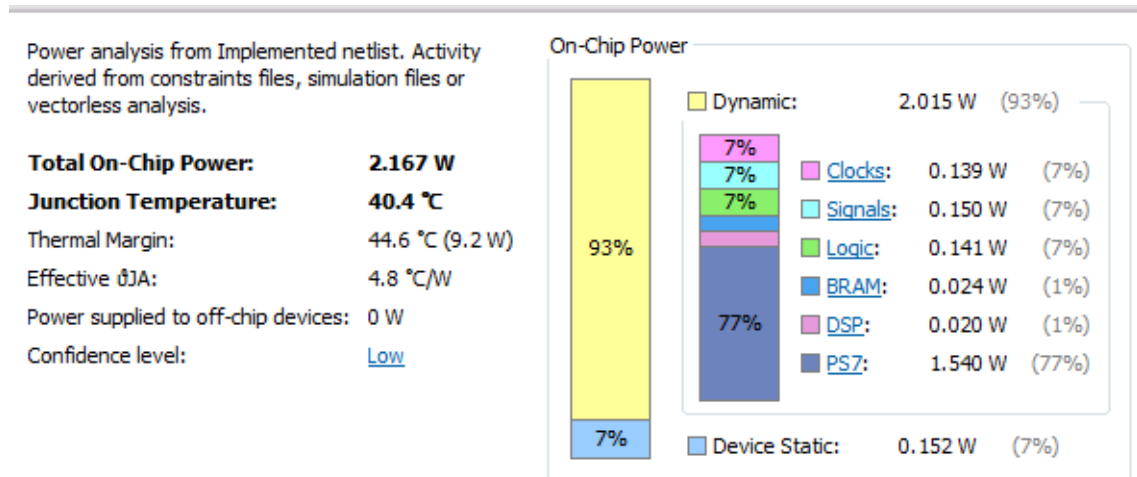 Power analysis from Implemented netlist. Activity
derived from constraints files, simulation files or
vectorless analysis.
Total On-Chip Power: 2.167 W
Junction Temperature: 40.4 °C
Thermal Margin: 44.6 °C (9.2 W)
Effective ϑJA: 4.8 °C/W
Power supplied to off-chip devices: 0 W
Confidence level: Low
On-Chip Power
93%
7%
Dynamic: 2.015 W (93%)
7%
7%
7%
77%
Clocks: 0.139 W (7%)
Signals: 0.150 W (7%)
Logic: 0.141 W (7%)
BRAM: 0.024 W (1%)
DSP: 0.020 W (1%)
PS7: 1.540 W (77%)
Device Static: 0.152 W (7%)